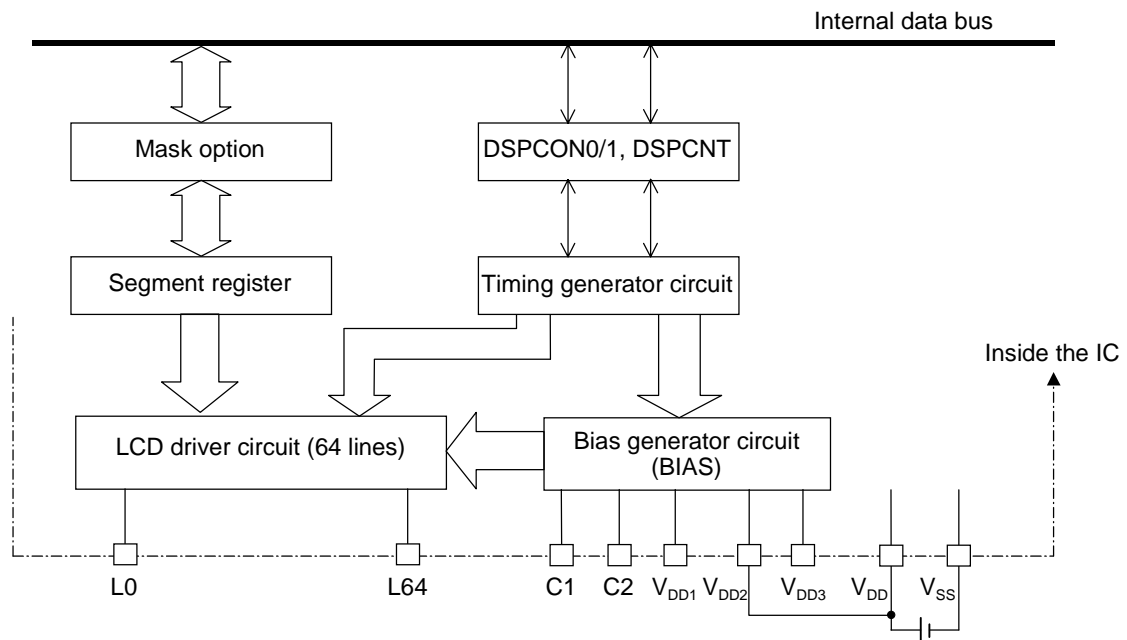 Internal data bus
Mask option
DSPCON0/1, DSPCNT
Segment register
Timing generator circuit
Inside the IC
LCD driver circuit (64 lines)
Bias generator circuit
(BIAS)
L0
L64
C1
C2
VDD1
VDD2
VDD3
VDD
VSS